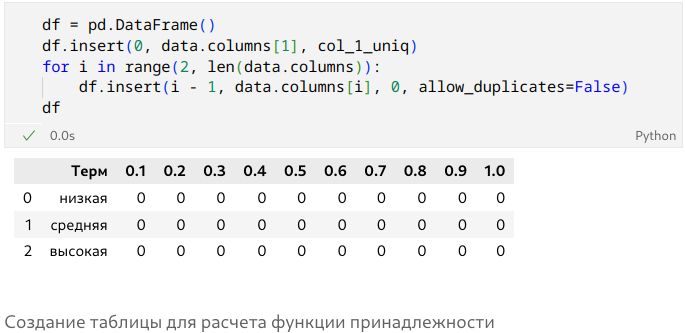 df = pd.DataFrame()
df.insert(0, data.columns[1], col_1_uniq)
for i in range(2, len(data.columns)):
    df.insert(i - 1, data.columns[i], 0, allow_duplicates=False)
df
0.0s Python
Терм 0.1 0.2 0.3 0.4 0.5 0.6 0.7 0.8 0.9 1.0
0 низкая 0 0 0 0 0 0 0 0 0 0
1 средняя 0 0 0 0 0 0 0 0 0 0
2 высокая 0 0 0 0 0 0 0 0 0 0
Создание таблицы для расчета функции принадлежности